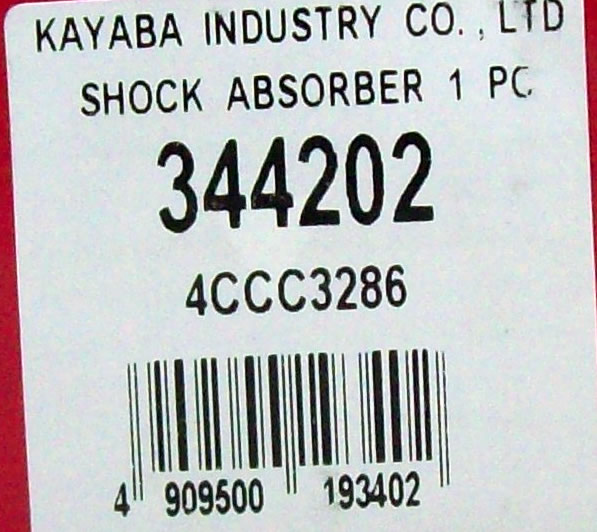 KAYABA INDUSTRY CO., LTD
SHOCK ABSORBER 1 PC
344202
4CCC3286
4 909500 193402